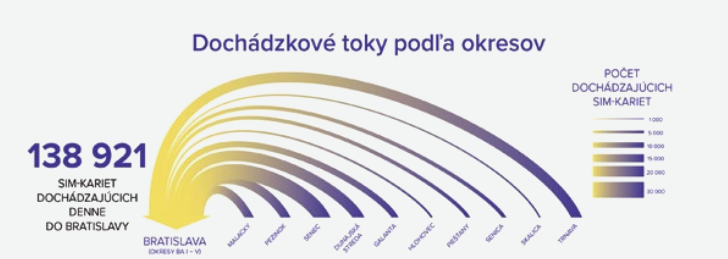 Dochádzkové toky podľa okresov
138 921
SIM-KARIET
DOCHÁDZAJÚCICH
DENNE
DO BRATISLAVY
BRATISLAVA
(OKRESY BA I – V)
MALACKY
PEZINOK
SENEC
DUNAJSKÁ
STREDA
GALANTA
HLOHOVEC
PIEŠŤANY
SENICA
SKALICA
TRNAVA
POČET
DOCHÁDZAJÚCICH
SIM-KARIET
1 000
5 000
10 000
15 000
20 000
30 000